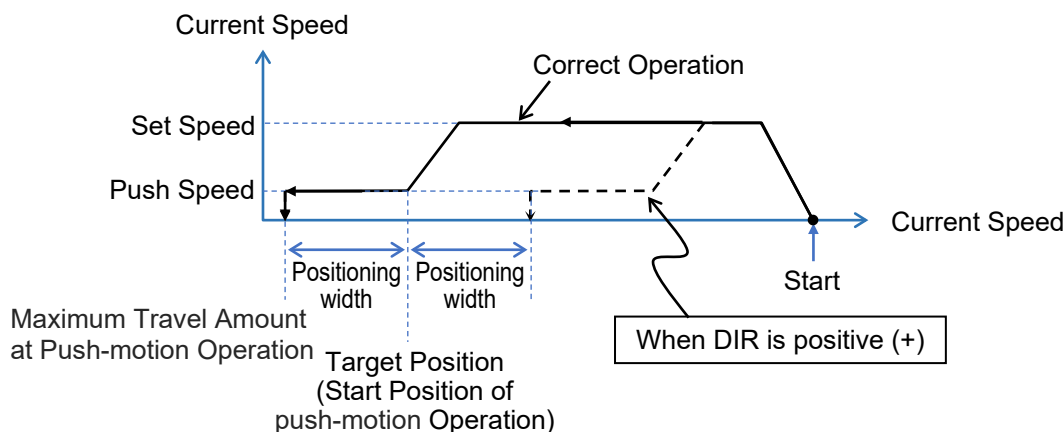 Current Speed
Correct Operation
Set Speed
Push Speed
Current Speed
Positioning
width
Positioning
width
Start
Maximum Travel Amount
at Push-motion Operation
When DIR is positive (+)
Target Position
(Start Position of
push-motion Operation)